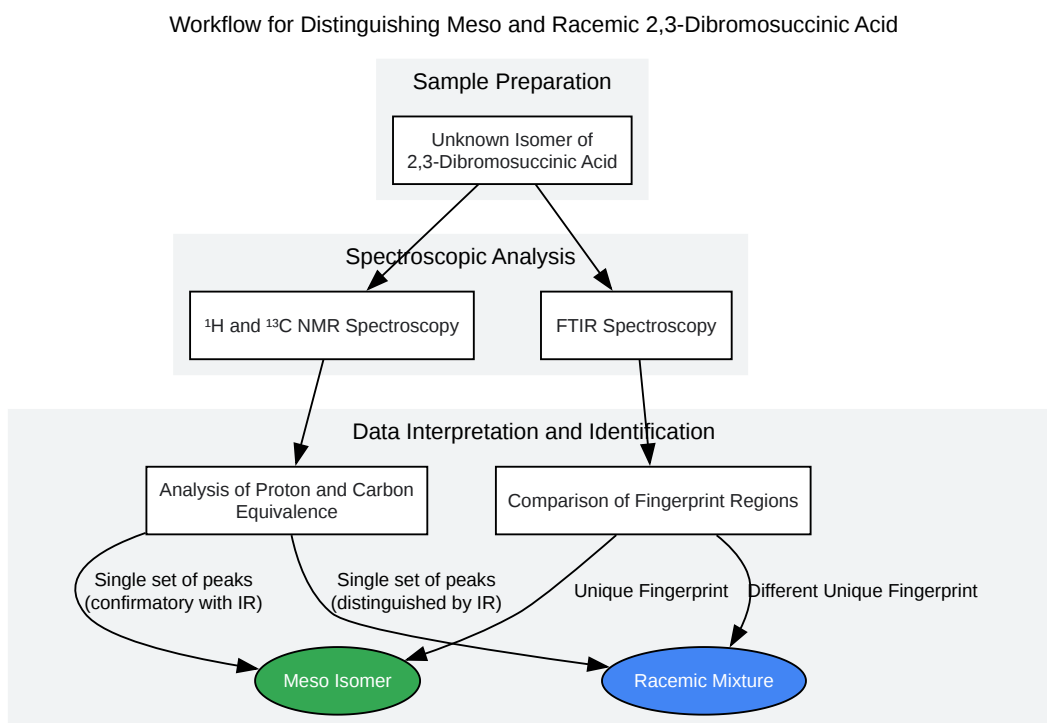 Workflow for Distinguishing Meso and Racemic 2,3-Dibromosuccinic Acid
Sample Preparation
Unknown Isomer of
2,3-Dibromosuccinic Acid
Spectroscopic Analysis
¹H and ¹³C NMR Spectroscopy
FTIR Spectroscopy
Data Interpretation and Identification
Analysis of Proton and Carbon
Equivalence
Comparison of Fingerprint Regions
Single set of peaks
(confirmatory with IR)
Single set of peaks
(distinguished by IR)
Unique Fingerprint
Different Unique Fingerprint
Meso Isomer
Racemic Mixture